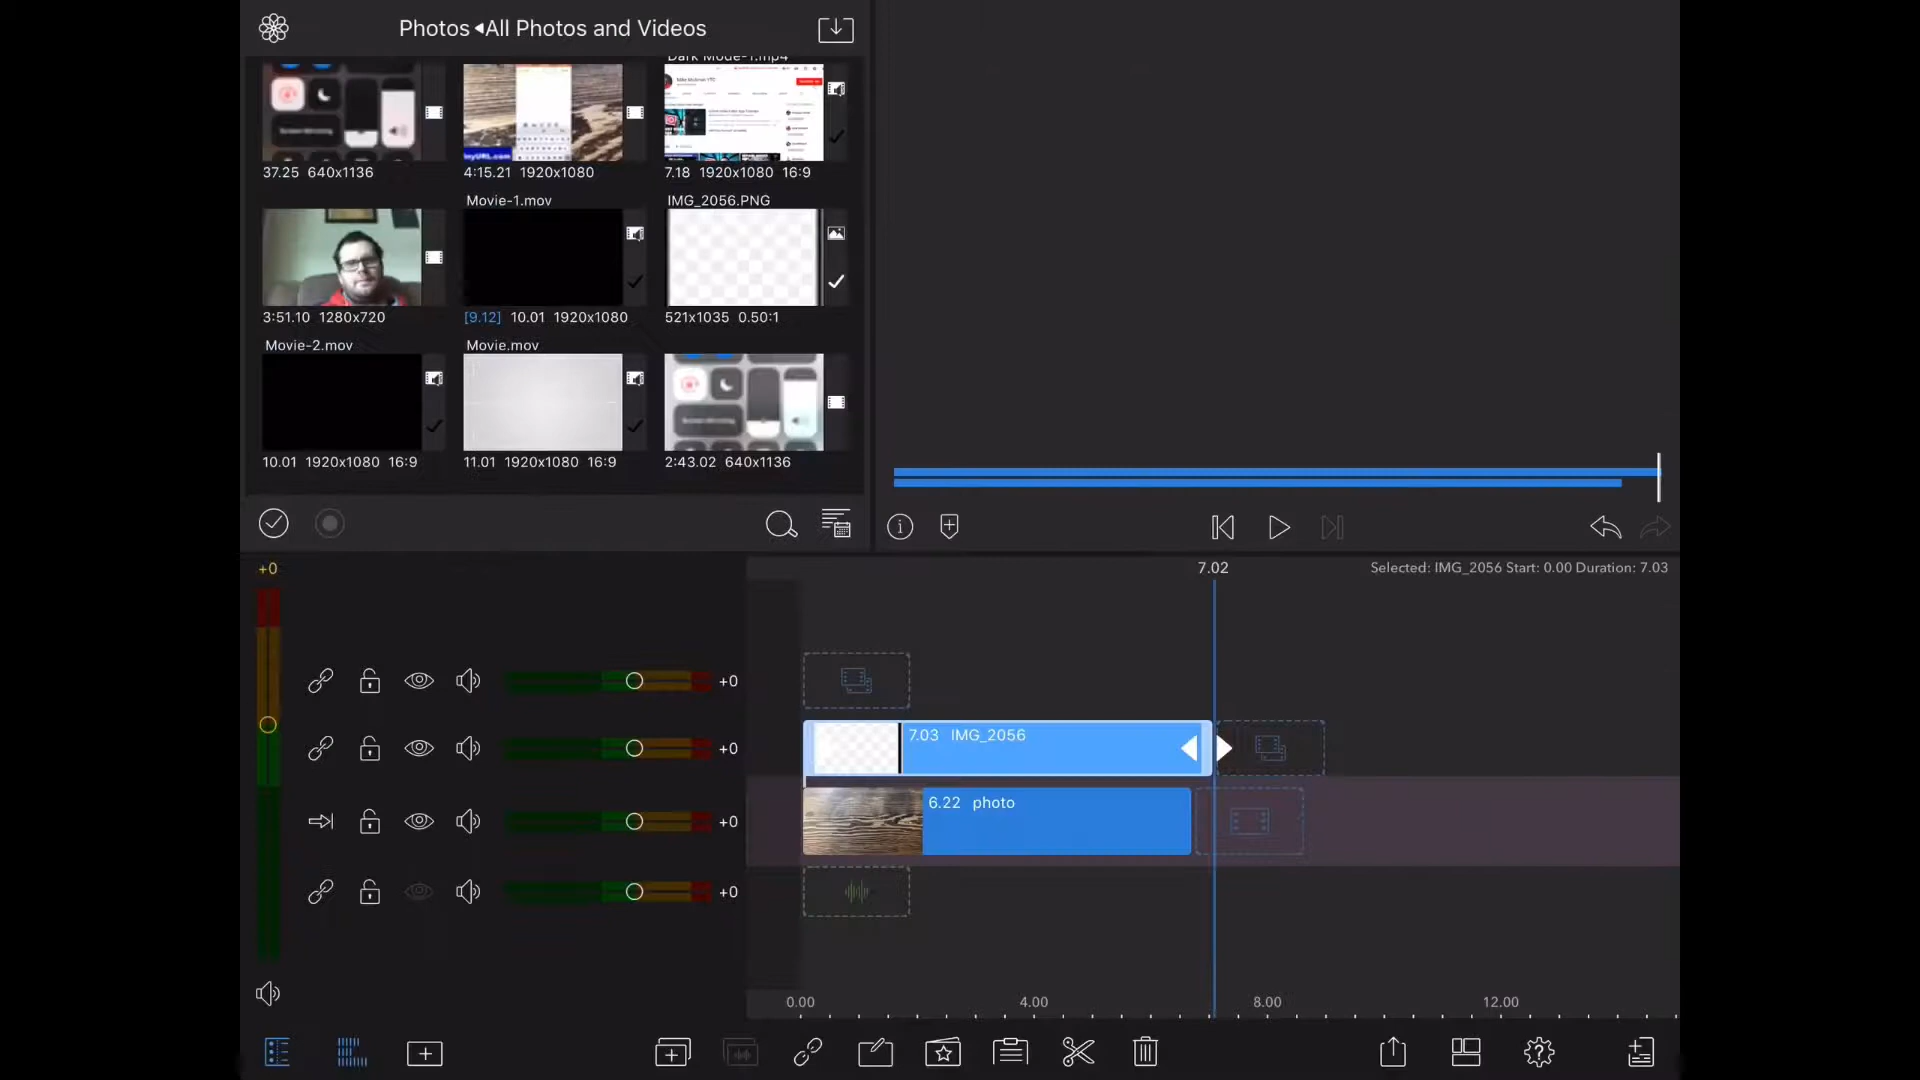 Photos ◂All Photos and Videos
Dark Mode-1.mp4
37.25 640x1136
4:15.21 1920x1080
7.18 1920x1080 16:9
Movie-1.mov
IMG_2056.PNG
3:51.10 1280x720
[9.12] 10.01 1920x1080
521x1035 0.50:1
Movie-2.mov
Movie.mov
10.01 1920x1080 16:9
11.01 1920x1080 16:9
2:43.02 640x1136
+0
7.02
Selected: IMG_2056 Start: 0.00 Duration: 7.03
+0
7.03 IMG_2056
+0
6.22 photo
+0
+0
0.00
4.00
8.00
12.00